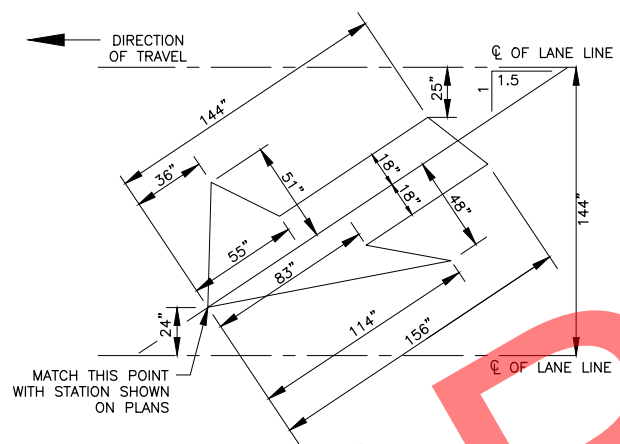 DIRECTION
OF TRAVEL
℄ OF LANE LINE
1
1.5
25"
144"
36"
51"
18"
18"
48"
144"
55"
83"
24"
114"
156"
℄ OF LANE LINE
MATCH THIS POINT
WITH STATION SHOWN
ON PLANS